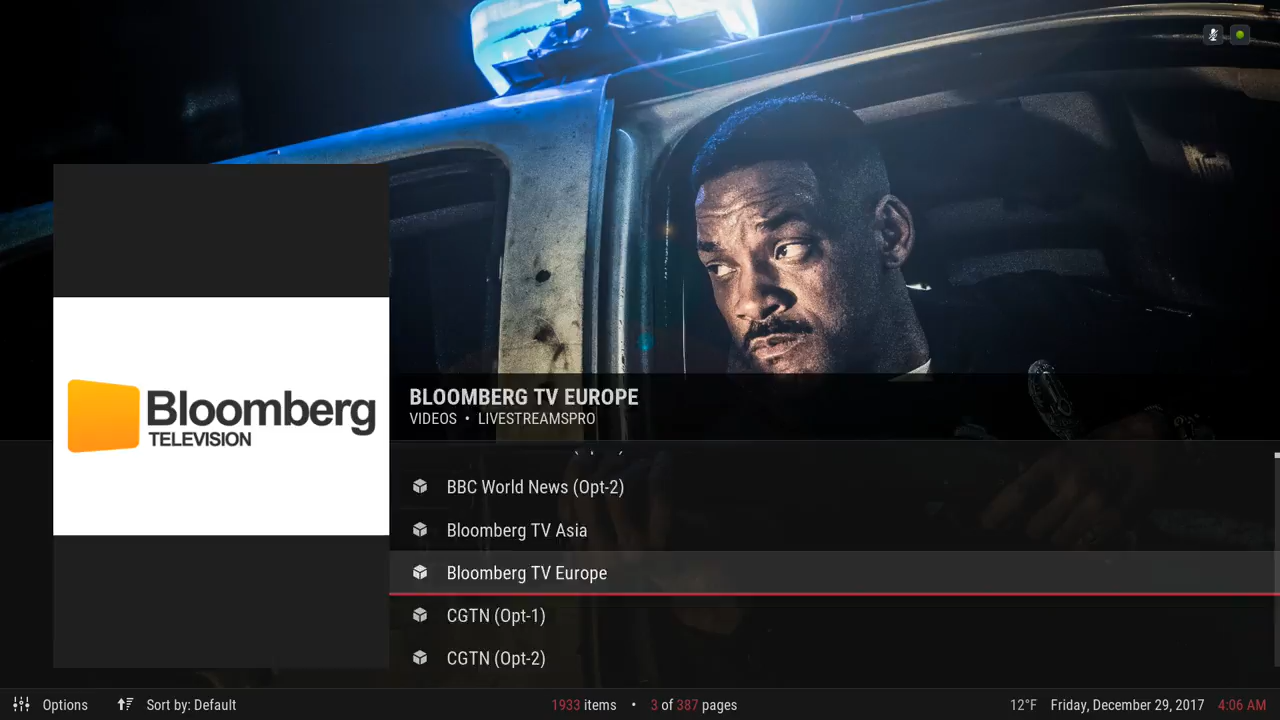 Bloomberg
TELEVISION
BLOOMBERG TV EUROPE
VIDEOS • LIVESTREAMSPRO
BBC World News (Opt-2)
Bloomberg TV Asia
Bloomberg TV Europe
CGTN (Opt-1)
CGTN (Opt-2)
Options Sort by: Default 1933 items • 3 of 387 pages 12°F Friday, December 29, 2017 4:06 AM